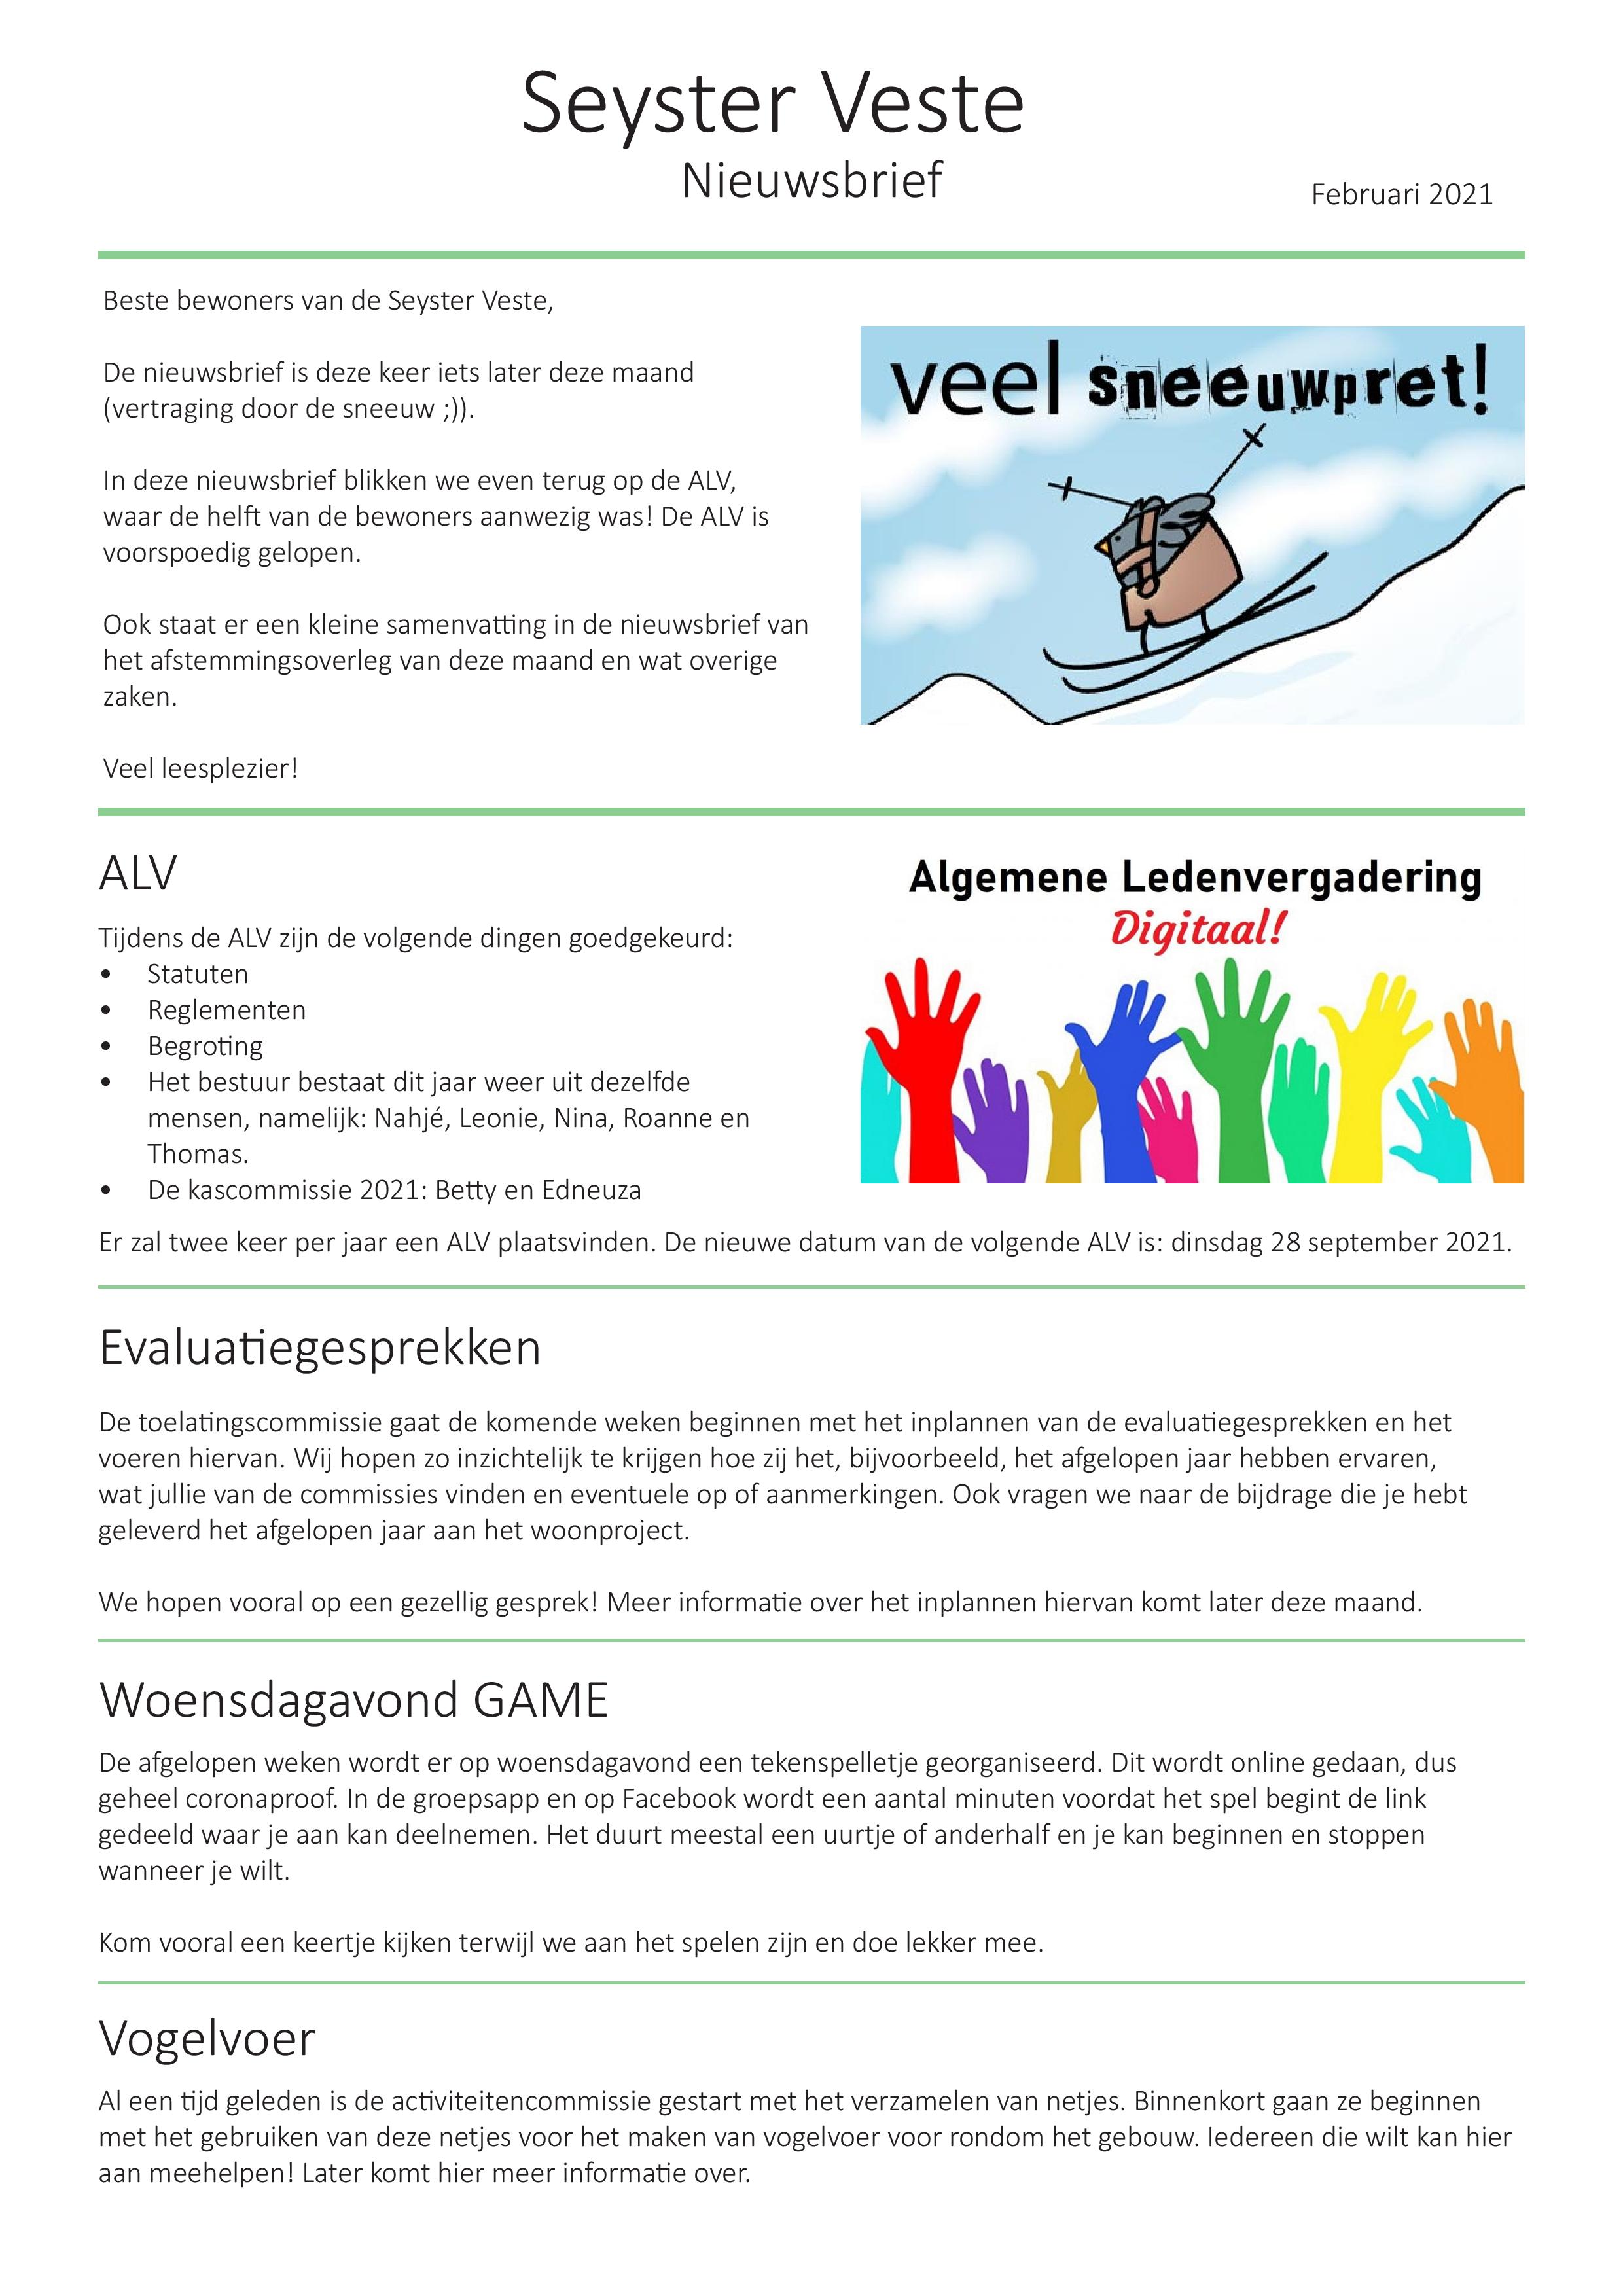 Seyster Veste
Nieuwsbrief
Februari 2021
Beste bewoners van de Seyster Veste,
De nieuwsbrief is deze keer iets later deze maand
(vertraging door de sneeuw ;)).
In deze nieuwsbrief blikken we even terug op de ALV,
waar de helft van de bewoners aanwezig was! De ALV is
voorspoedig gelopen.
Ook staat er een kleine samenvatting in de nieuwsbrief van
het afstemmingsoverleg van deze maand en wat overige
zaken.
Veel leesplezier!
veel sneeuwpret!
ALV
Tijdens de ALV zijn de volgende dingen goedgekeurd:
• Statuten
• Reglementen
• Begroting
• Het bestuur bestaat dit jaar weer uit dezelfde
mensen, namelijk: Nahjé, Leonie, Nina, Roanne en
Thomas.
• De kascommissie 2021: Betty en Edneuza
Algemene Ledenvergadering
Digitaal!
Er zal twee keer per jaar een ALV plaatsvinden. De nieuwe datum van de volgende ALV is: dinsdag 28 september 2021.
Evaluatiegesprekken
De toelatingscommissie gaat de komende weken beginnen met het inplannen van de evaluatiegesprekken en het
voeren hiervan. Wij hopen zo inzichtelijk te krijgen hoe zij het, bijvoorbeeld, het afgelopen jaar hebben ervaren,
wat jullie van de commissies vinden en eventuele op of aanmerkingen. Ook vragen we naar de bijdrage die je hebt
geleverd het afgelopen jaar aan het woonproject.
We hopen vooral op een gezellig gesprek! Meer informatie over het inplannen hiervan komt later deze maand.
Woensdagavond GAME
De afgelopen weken wordt er op woensdagavond een tekenspelletje georganiseerd. Dit wordt online gedaan, dus
geheel coronaproof. In de groepsapp en op Facebook wordt een aantal minuten voordat het spel begint de link
gedeeld waar je aan kan deelnemen. Het duurt meestal een uurtje of anderhalf en je kan beginnen en stoppen
wanneer je wilt.
Kom vooral een keertje kijken terwijl we aan het spelen zijn en doe lekker mee.
Vogelvoer
Al een tijd geleden is de activiteitencommissie gestart met het verzamelen van netjes. Binnenkort gaan ze beginnen
met het gebruiken van deze netjes voor het maken van vogelvoer voor rondom het gebouw. Iedereen die wilt kan hier
aan meehelpen! Later komt hier meer informatie over.